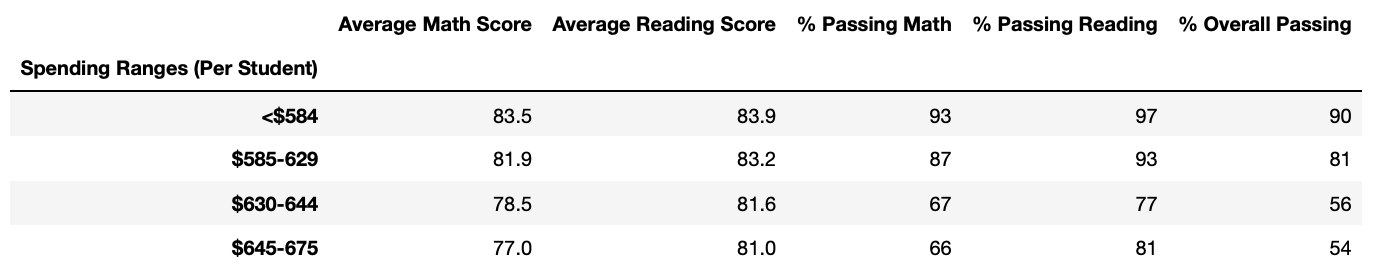 Average Math Score Average Reading Score % Passing Math % Passing Reading % Overall Passing
Spending Ranges (Per Student)
<$584 83.5 83.9 93 97 90
$585-629 81.9 83.2 87 93 81
$630-644 78.5 81.6 67 77 56
$645-675 77.0 81.0 66 81 54